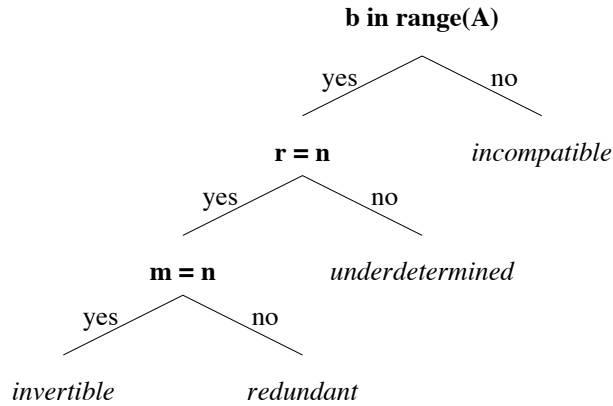 b in range(A)
yes
no
r = n
incompatible
yes
no
m = n
underdetermined
yes
no
invertible
redundant